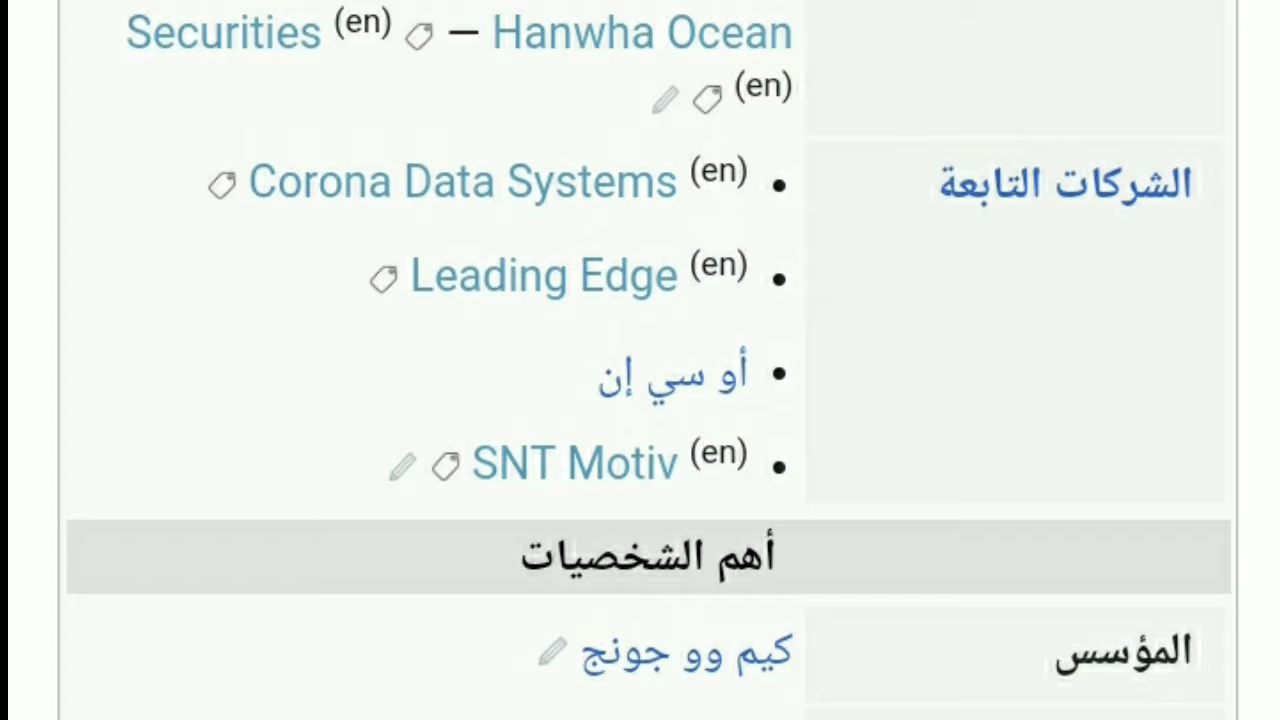 Securities (en) — Hanwha Ocean
(en)
الشركات التابعة
Corona Data Systems (en) •
Leading Edge (en) •
• أو سي إن
SNT Motiv (en) •
أهم الشخصيات
المؤسس
كيم وو جونج